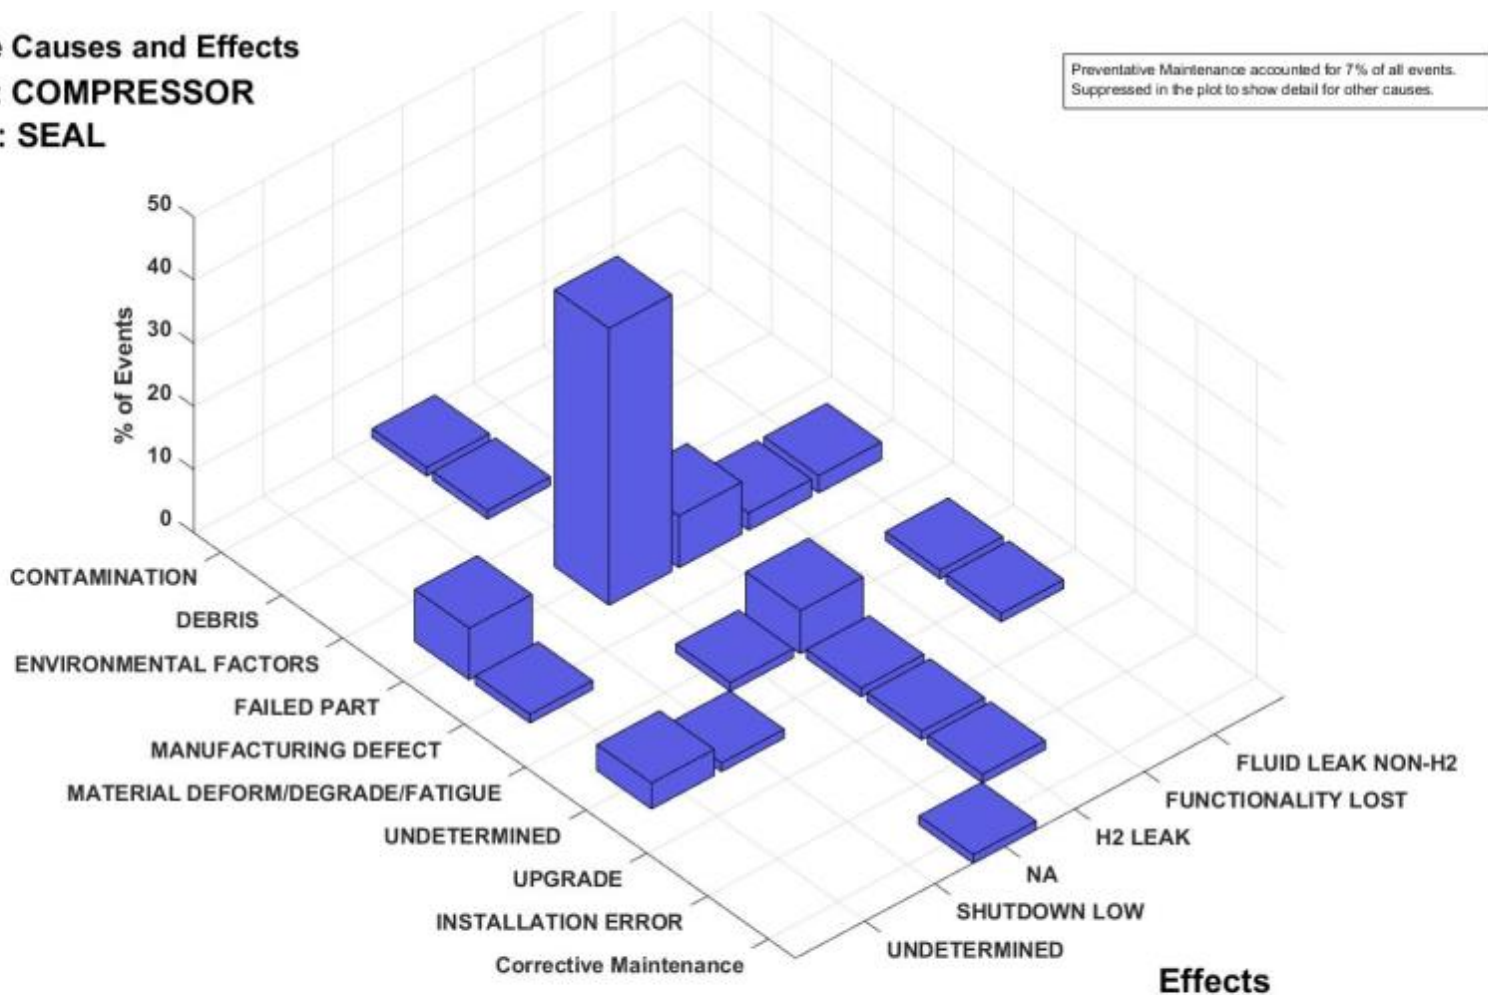 e Causes and Effects
: COMPRESSOR
: SEAL
Preventative Maintenance accounted for 7% of all events.
Suppressed in the plot to show detail for other causes.
50
40
30
20
10
0
% of Events
CONTAMINATION
DEBRIS
ENVIRONMENTAL FACTORS
FAILED PART
MANUFACTURING DEFECT
MATERIAL DEFORM/DEGRADE/FATIGUE
UNDETERMINED
UPGRADE
INSTALLATION ERROR
Corrective Maintenance
FLUID LEAK NON-H2
FUNCTIONALITY LOST
H2 LEAK
NA
SHUTDOWN LOW
UNDETERMINED
Effects